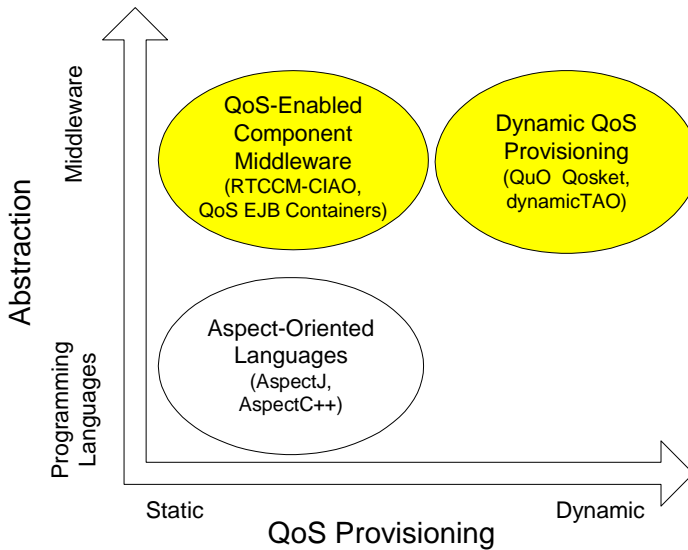 Middleware
Abstraction
Programming
Languages
QoS-Enabled
Component
Middleware
(RTCCM-CIAO,
QoS EJB Containers)
Dynamic QoS
Provisioning
(QuO Qosket,
dynamicTAO)
Aspect-Oriented
Languages
(AspectJ,
AspectC++)
Static
Dynamic
QoS Provisioning